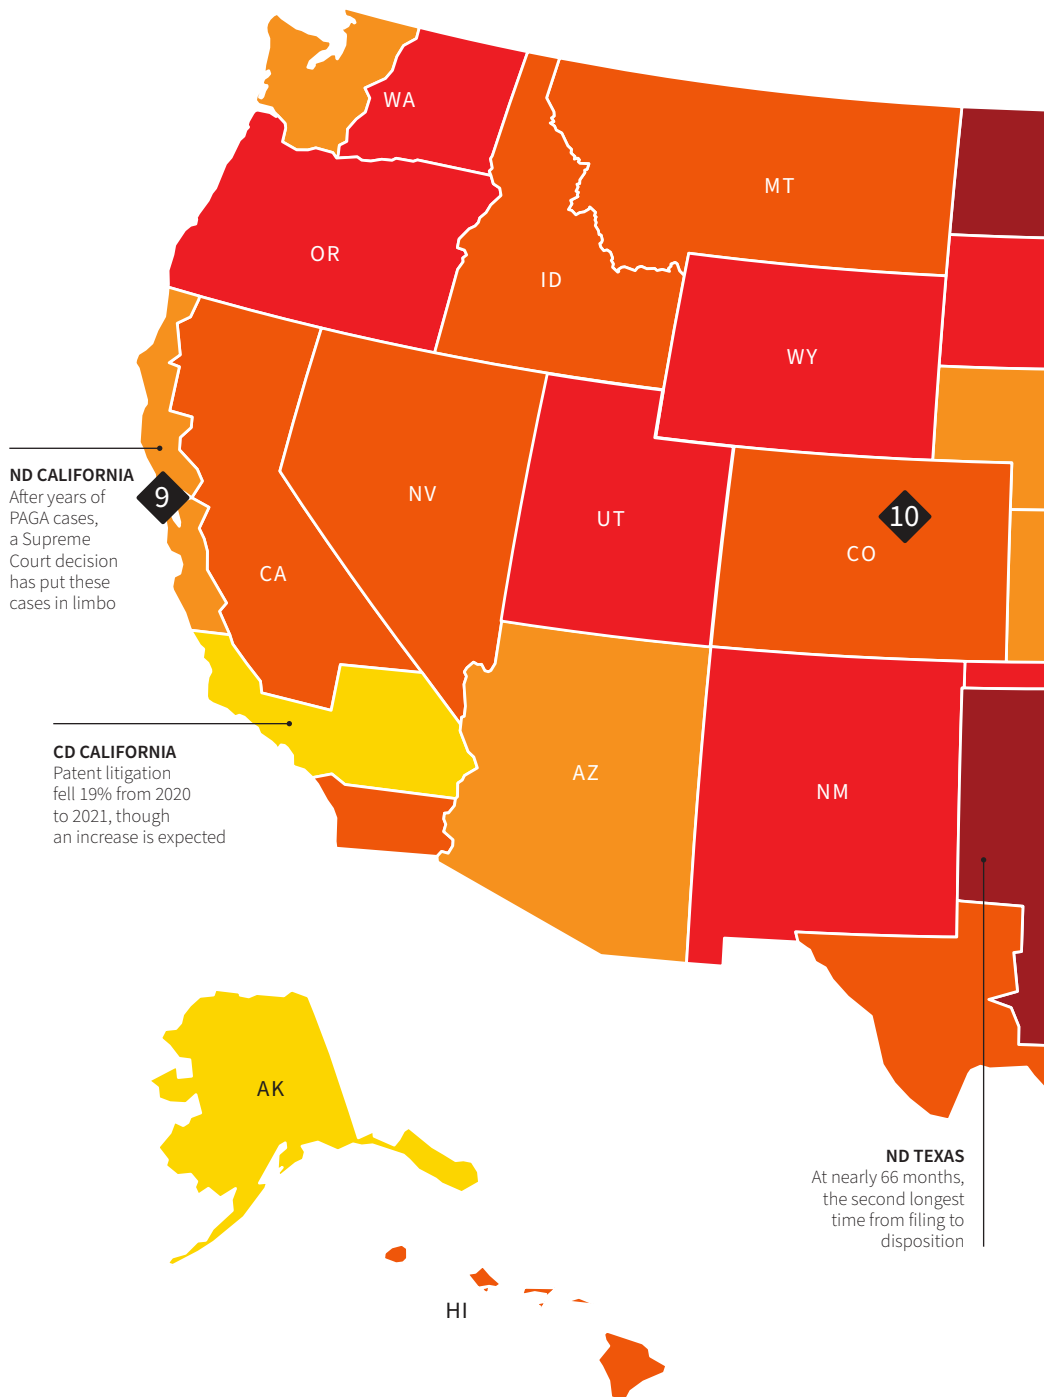 WA
MT
OR
ID
WY
ND CALIFORNIA
After years of
PAGA cases,
a Supreme
Court decision
has put these
cases in limbo
9
NV
UT
10
CO
CA
CD CALIFORNIA
Patent litigation
fell 19% from 2020
to 2021, though
an increase is expected
AZ
NM
AK
ND TEXAS
At nearly 66 months,
the second longest
time from filing to
disposition
HI